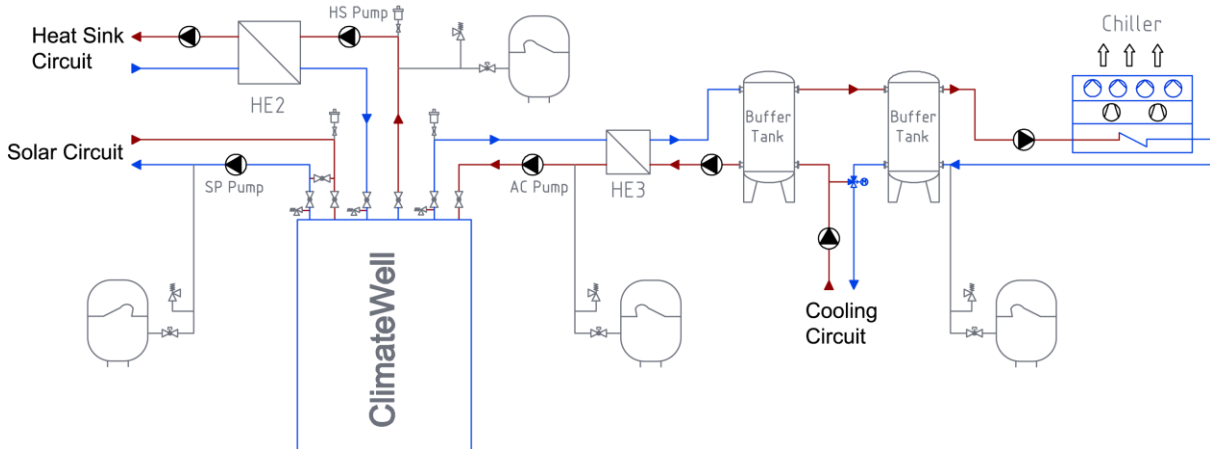 HS Pump
Chiller
Heat Sink
Circuit
HE2
Buffer
Tank
Buffer
Tank
Solar Circuit
SP Pump
AC Pump
HE3
M
ClimateWell
Cooling
Circuit